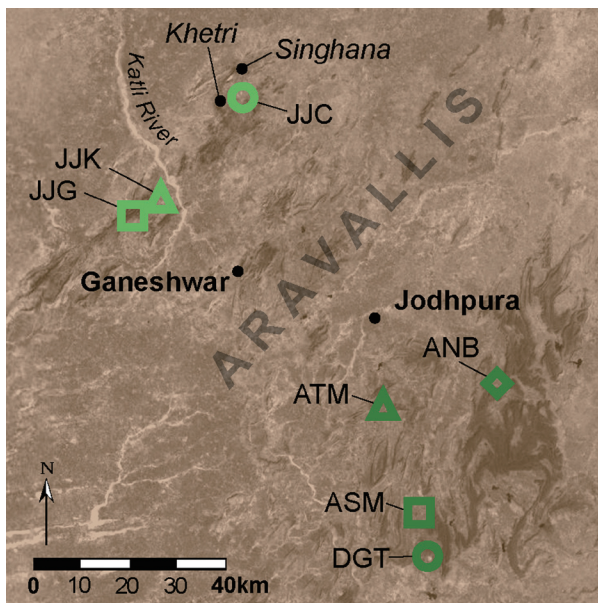 Khetri
Singhana
Katli River
JJC
JJK
JJG
ARAVALLIS
Ganeshwar
Jodhpura
ANB
ATM
N
ASM
DGT
0 10 20 30 40km